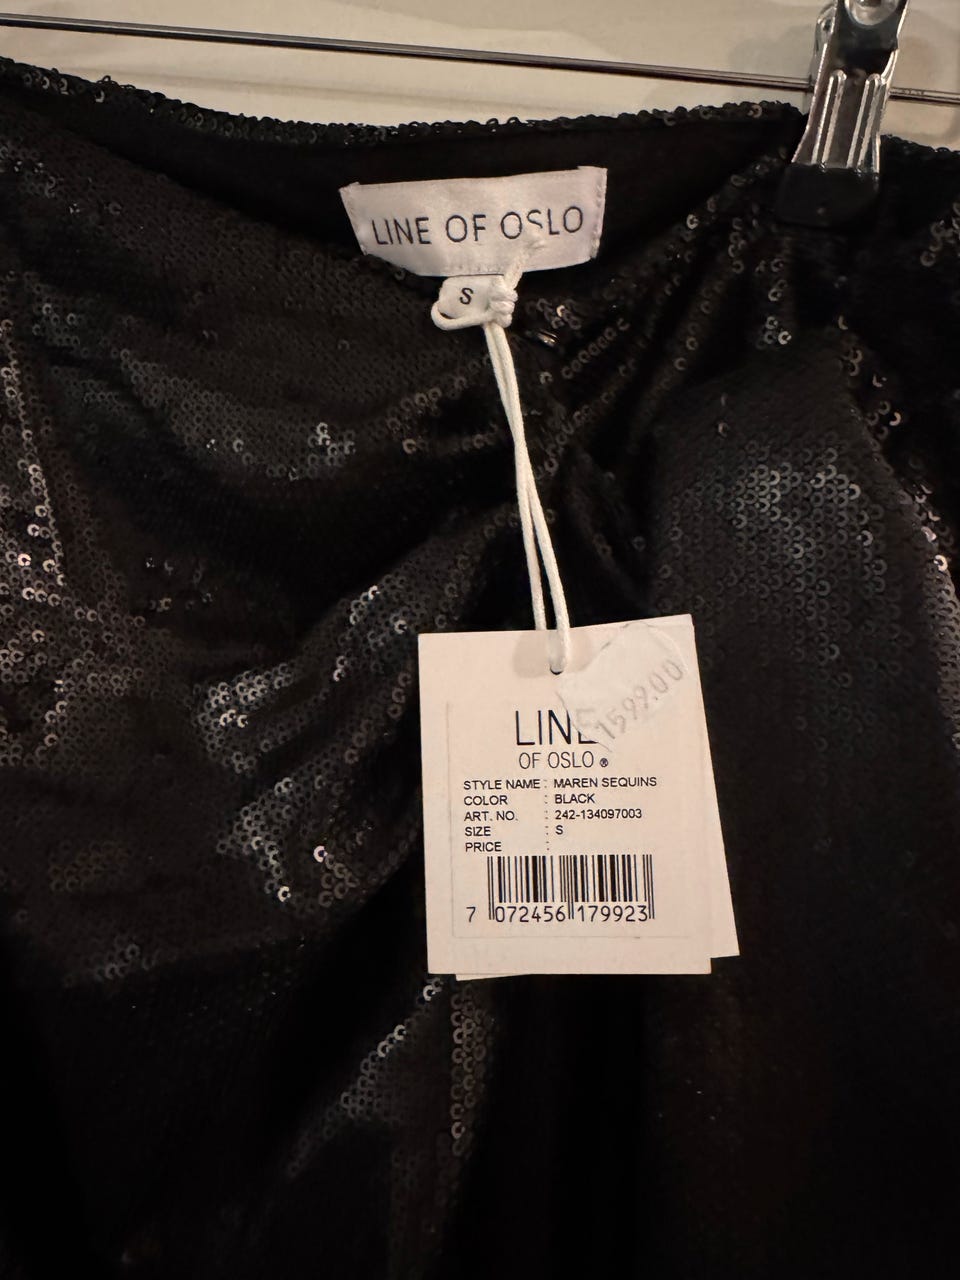 LINE OF OSLO
S
1599.00
LINE
OF OSLO ®
STYLE NAME : MAREN SEQUINS
COLOR : BLACK
ART. NO. : 242-134097003
SIZE : S
PRICE :
7 072456 179923